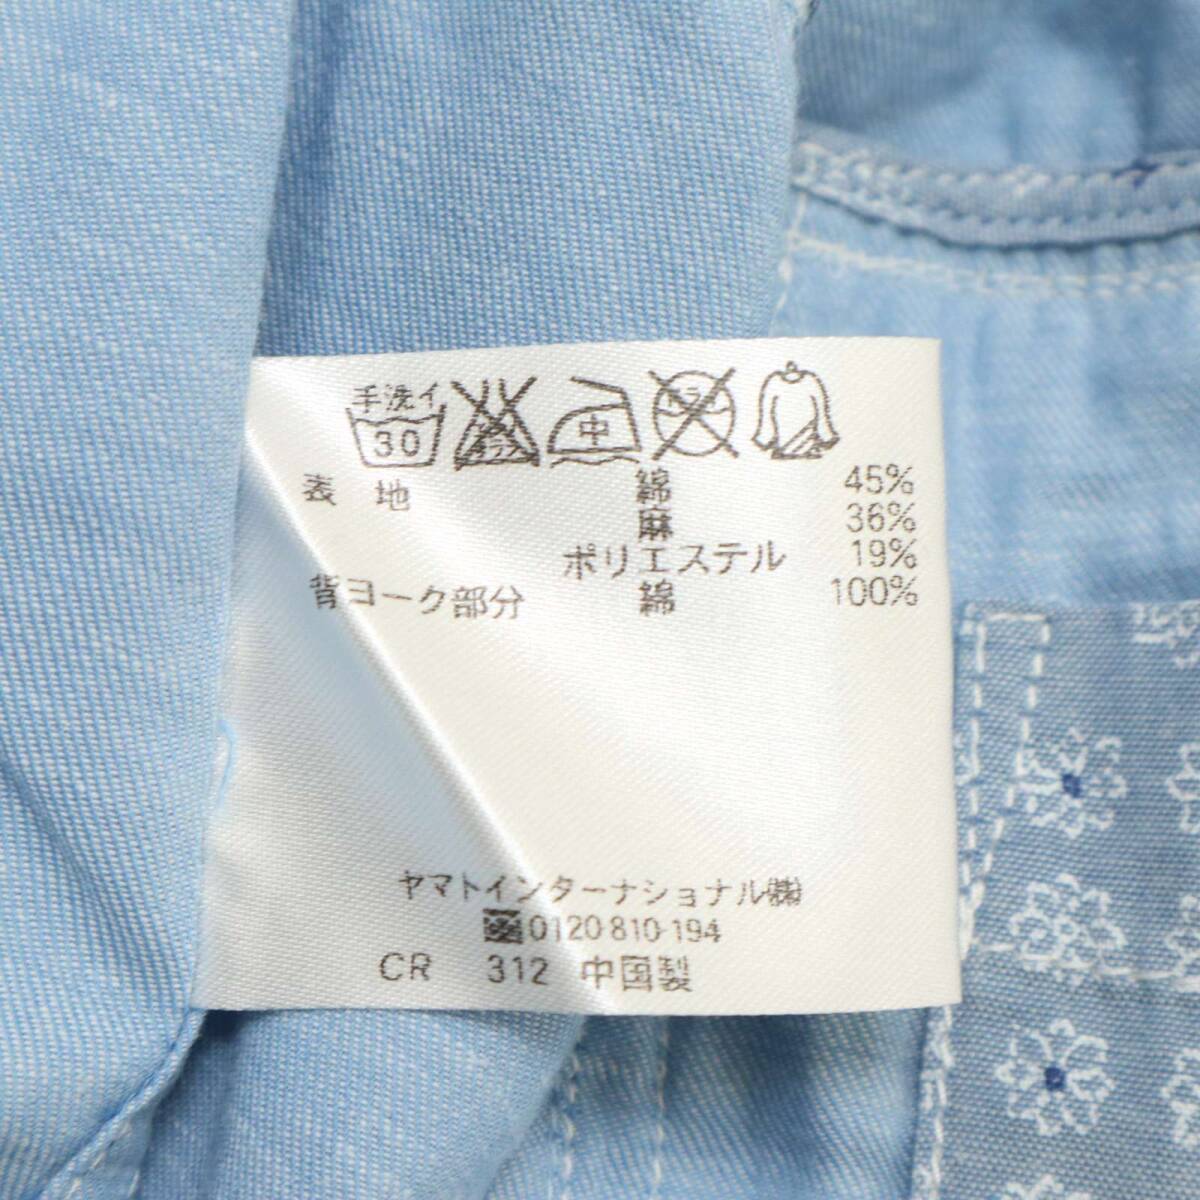 手洗イ
30 中
表 地 綿 45%
麻 36%
ポリエステル 19%
背ヨーク部分 綿 100%
ヤマトインターナショナル㈱
0120-810-194
CR 312 中国製